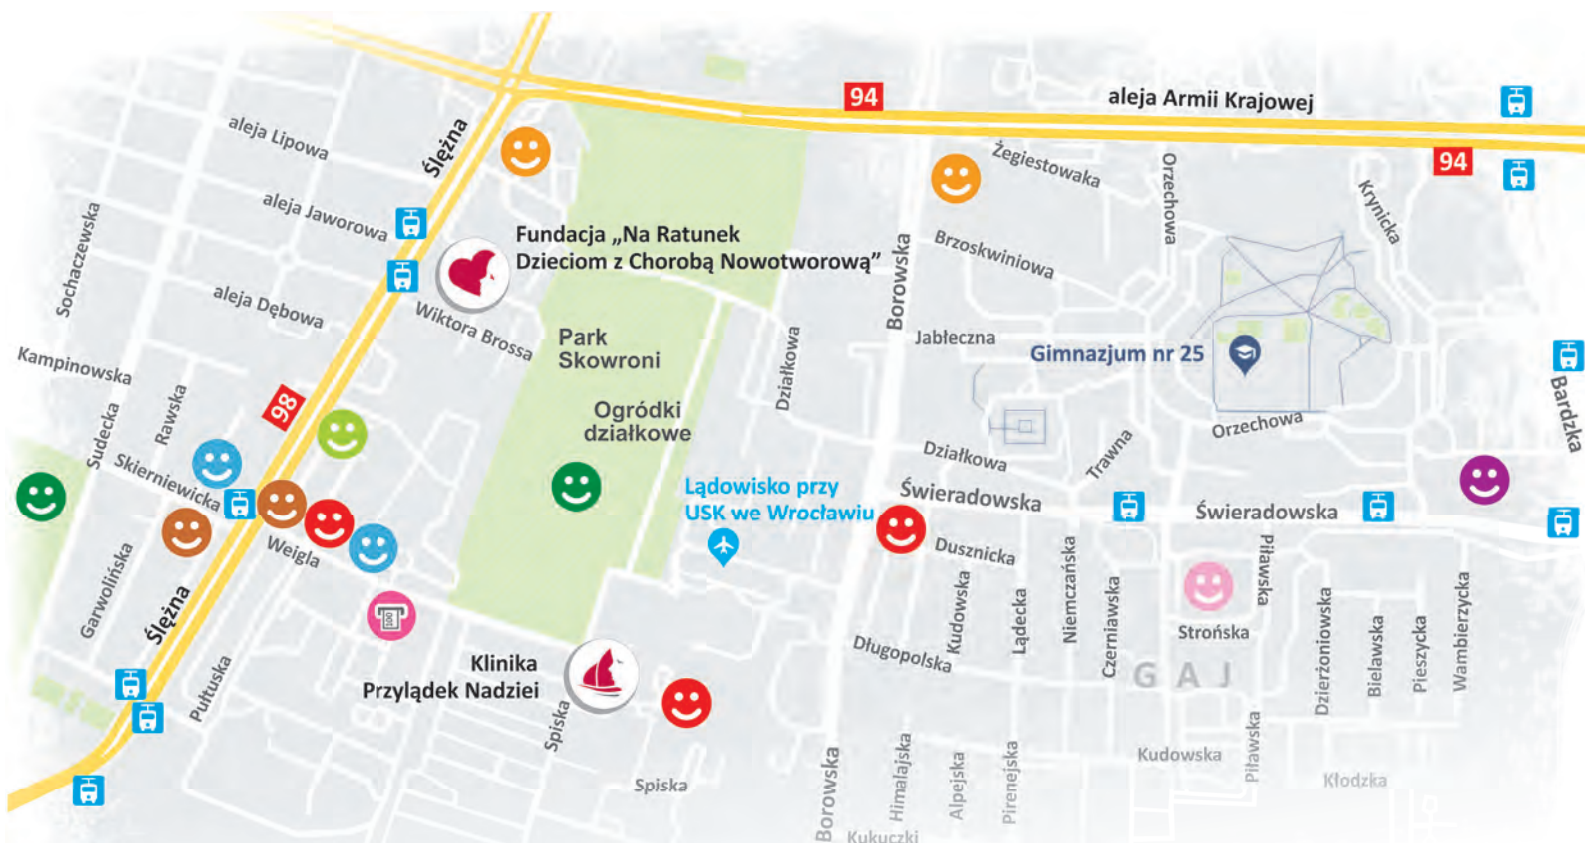 94
aleja Armii Krajowej
94
aleja Lipowa
Ślężna
Żegiestowaka
Orzechowa
Krynicka
aleja Jaworowa
Sochaczewska
Fundacja „Na Ratunek
Dzieciom z Chorobą Nowotworową”
Borowska
Brzoskwiniowa
aleja Dębowa
Wiktora Brossa
Park
Skowroni
Działkowa
Jabłeczna
Gimnazjum nr 25
Kampinowska
Rawska
98
Sudecka
Ogródki
działkowe
Orzechowa
Bardzka
Trawna
Działkowa
Skierniewicka
Lądowisko przy
USK we Wrocławiu
Świeradowska
Świeradowska
Weigla
Dusznicka
Garwolińska
Ślężna
Kudowska
Lądecka
Niemczańska
Czerniawska
Piławska
Strońska
Dzierżoniowska
Bielawska
Pieszycka
Wambierzycka
100
Długopolska
Klinika
Przylądek Nadziei
GAJ
Pułtuska
Spiska
Spiska
Borowska
Himalajska
Alpejska
Pirenejska
Kudowska
Piławska
Kłodzka
Kukuczki